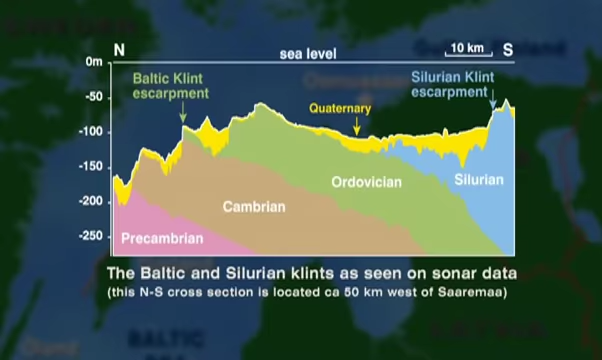 N
sea level
10 km
S
0m
-50
-100
-150
-200
-250
Baltic Klint
escarpment
Silurian Klint
escarpment
Quaternary
Ordovician
Silurian
Cambrian
Precambrian
The Baltic and Silurian klints as seen on sonar data
(this N-S cross section is located ca 50 km west of Saaremaa)
BALTIC